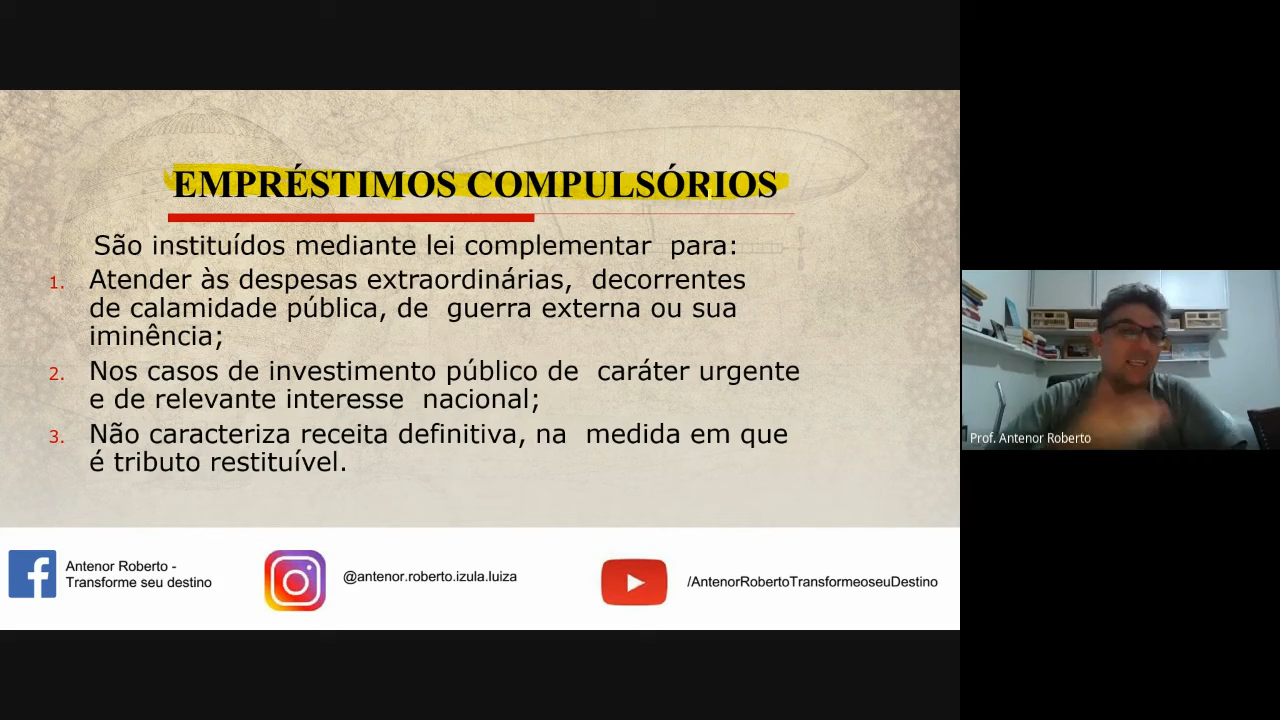 EMPRÉSTIMOS COMPULSÓRIOS
São instituídos mediante lei complementar para:
1. Atender às despesas extraordinárias, decorrentes
de calamidade pública, de guerra externa ou sua
iminência;
2. Nos casos de investimento público de caráter urgente
e de relevante interesse nacional;
3. Não caracteriza receita definitiva, na medida em que
é tributo restituível.
Antenor Roberto -
Transforme seu destino
@antenor.roberto.izula.luiza
/AntenorRobertoTransformeoseuDestino
Prof. Antenor Roberto